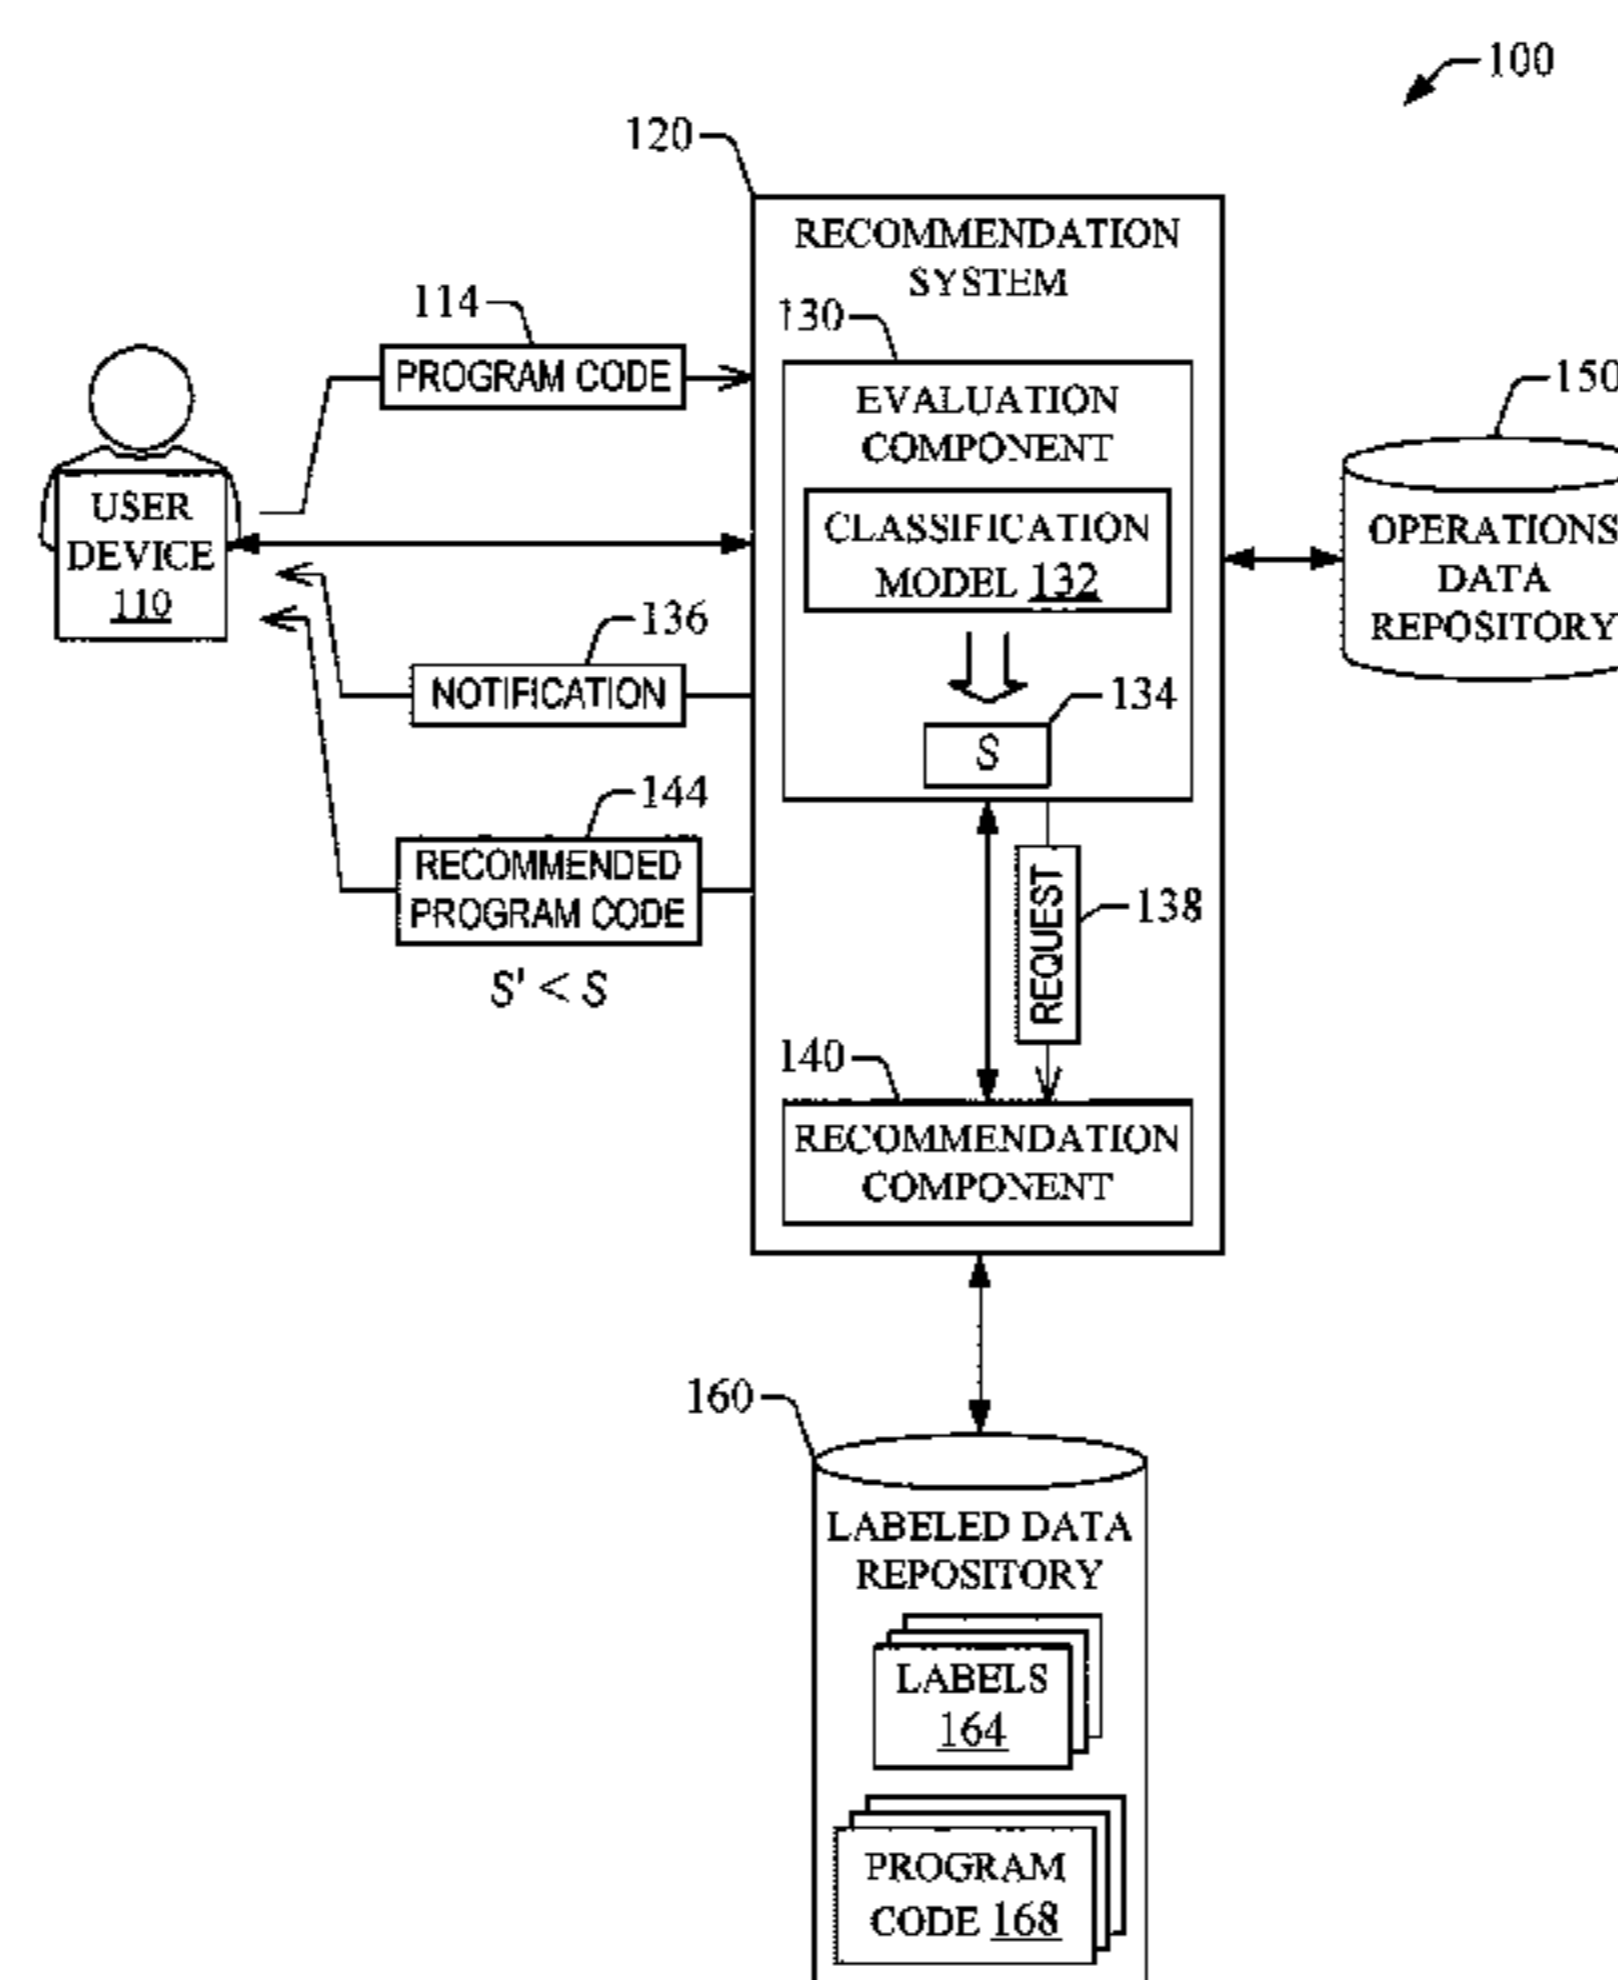 100
120
RECOMMENDATION
SYSTEM
114
130
PROGRAM CODE
EVALUATION
COMPONENT
150
CLASSIFICATION
MODEL 132
USER
DEVICE
110
OPERATIONS
DATA
REPOSITORY
136
NOTIFICATION
134
S
144
RECOMMENDED
PROGRAM CODE
S' < S
REQUEST
138
140
RECOMMENDATION
COMPONENT
160
LABELED DATA
REPOSITORY
LABELS
164
PROGRAM
CODE 168